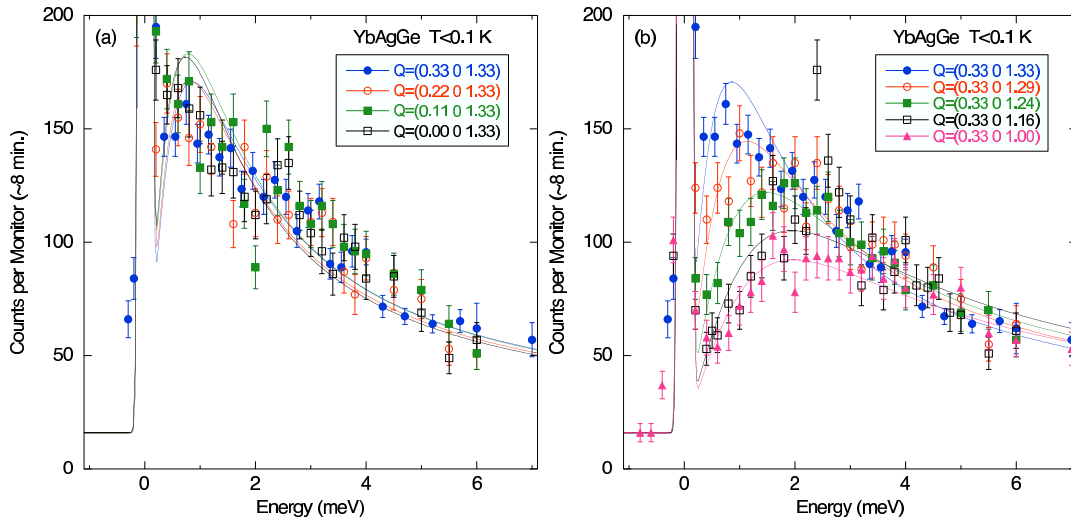 (a)
YbAgGe T<0.1 K
Q=(0.33 0 1.33)
Q=(0.22 0 1.33)
Q=(0.11 0 1.33)
Q=(0.00 0 1.33)
200
150
100
50
0
Counts per Monitor (~8 min.)
0 2 4 6
Energy (meV)
(b)
YbAgGe T<0.1 K
Q=(0.33 0 1.33)
Q=(0.33 0 1.29)
Q=(0.33 0 1.24)
Q=(0.33 0 1.16)
Q=(0.33 0 1.00)
200
150
100
50
0
Counts per Monitor (~8 min.)
0 2 4 6
Energy (meV)